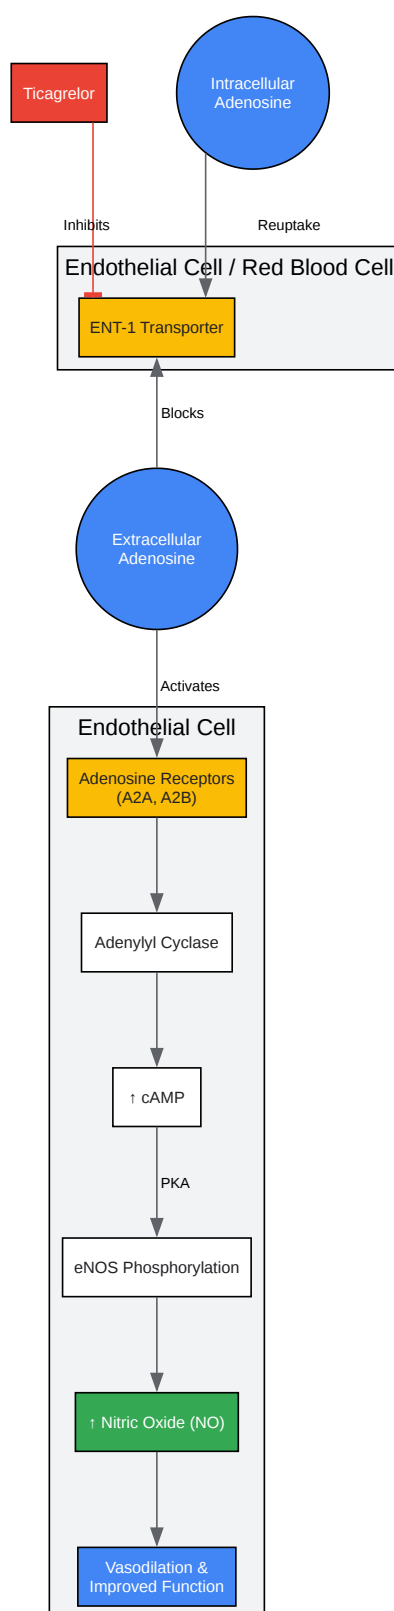 Intracellular
Adenosine
Ticagrelor
Inhibits
Reuptake
Endothelial Cell / Red Blood Cell
ENT-1 Transporter
Blocks
Extracellular
Adenosine
Activates
Endothelial Cell
Adenosine Receptors
(A2A, A2B)
Adenylyl Cyclase
↑ cAMP
PKA
eNOS Phosphorylation
↑ Nitric Oxide (NO)
Vasodilation &
Improved Function